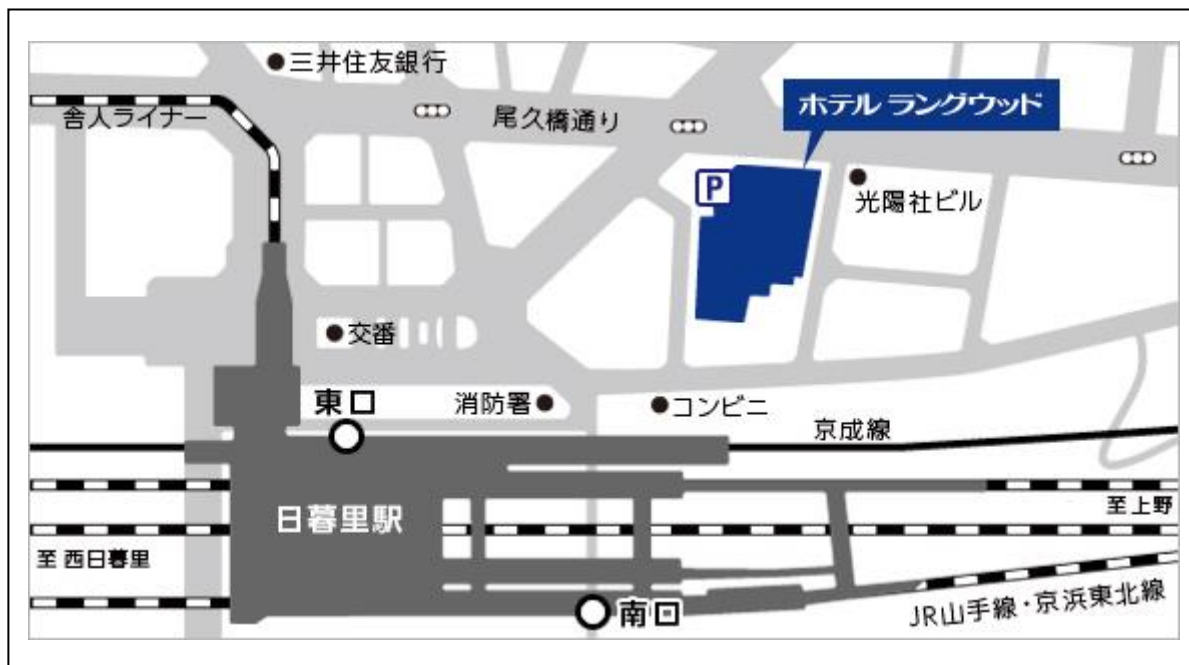 三井住友銀行
舎人ライナー
尾久橋通り
ホテル ラングウッド
P
光陽社ビル
交番
東口
消防署
コンビニ
京成線
日暮里駅
至 上野
至 西日暮里
南口
JR山手線・京浜東北線